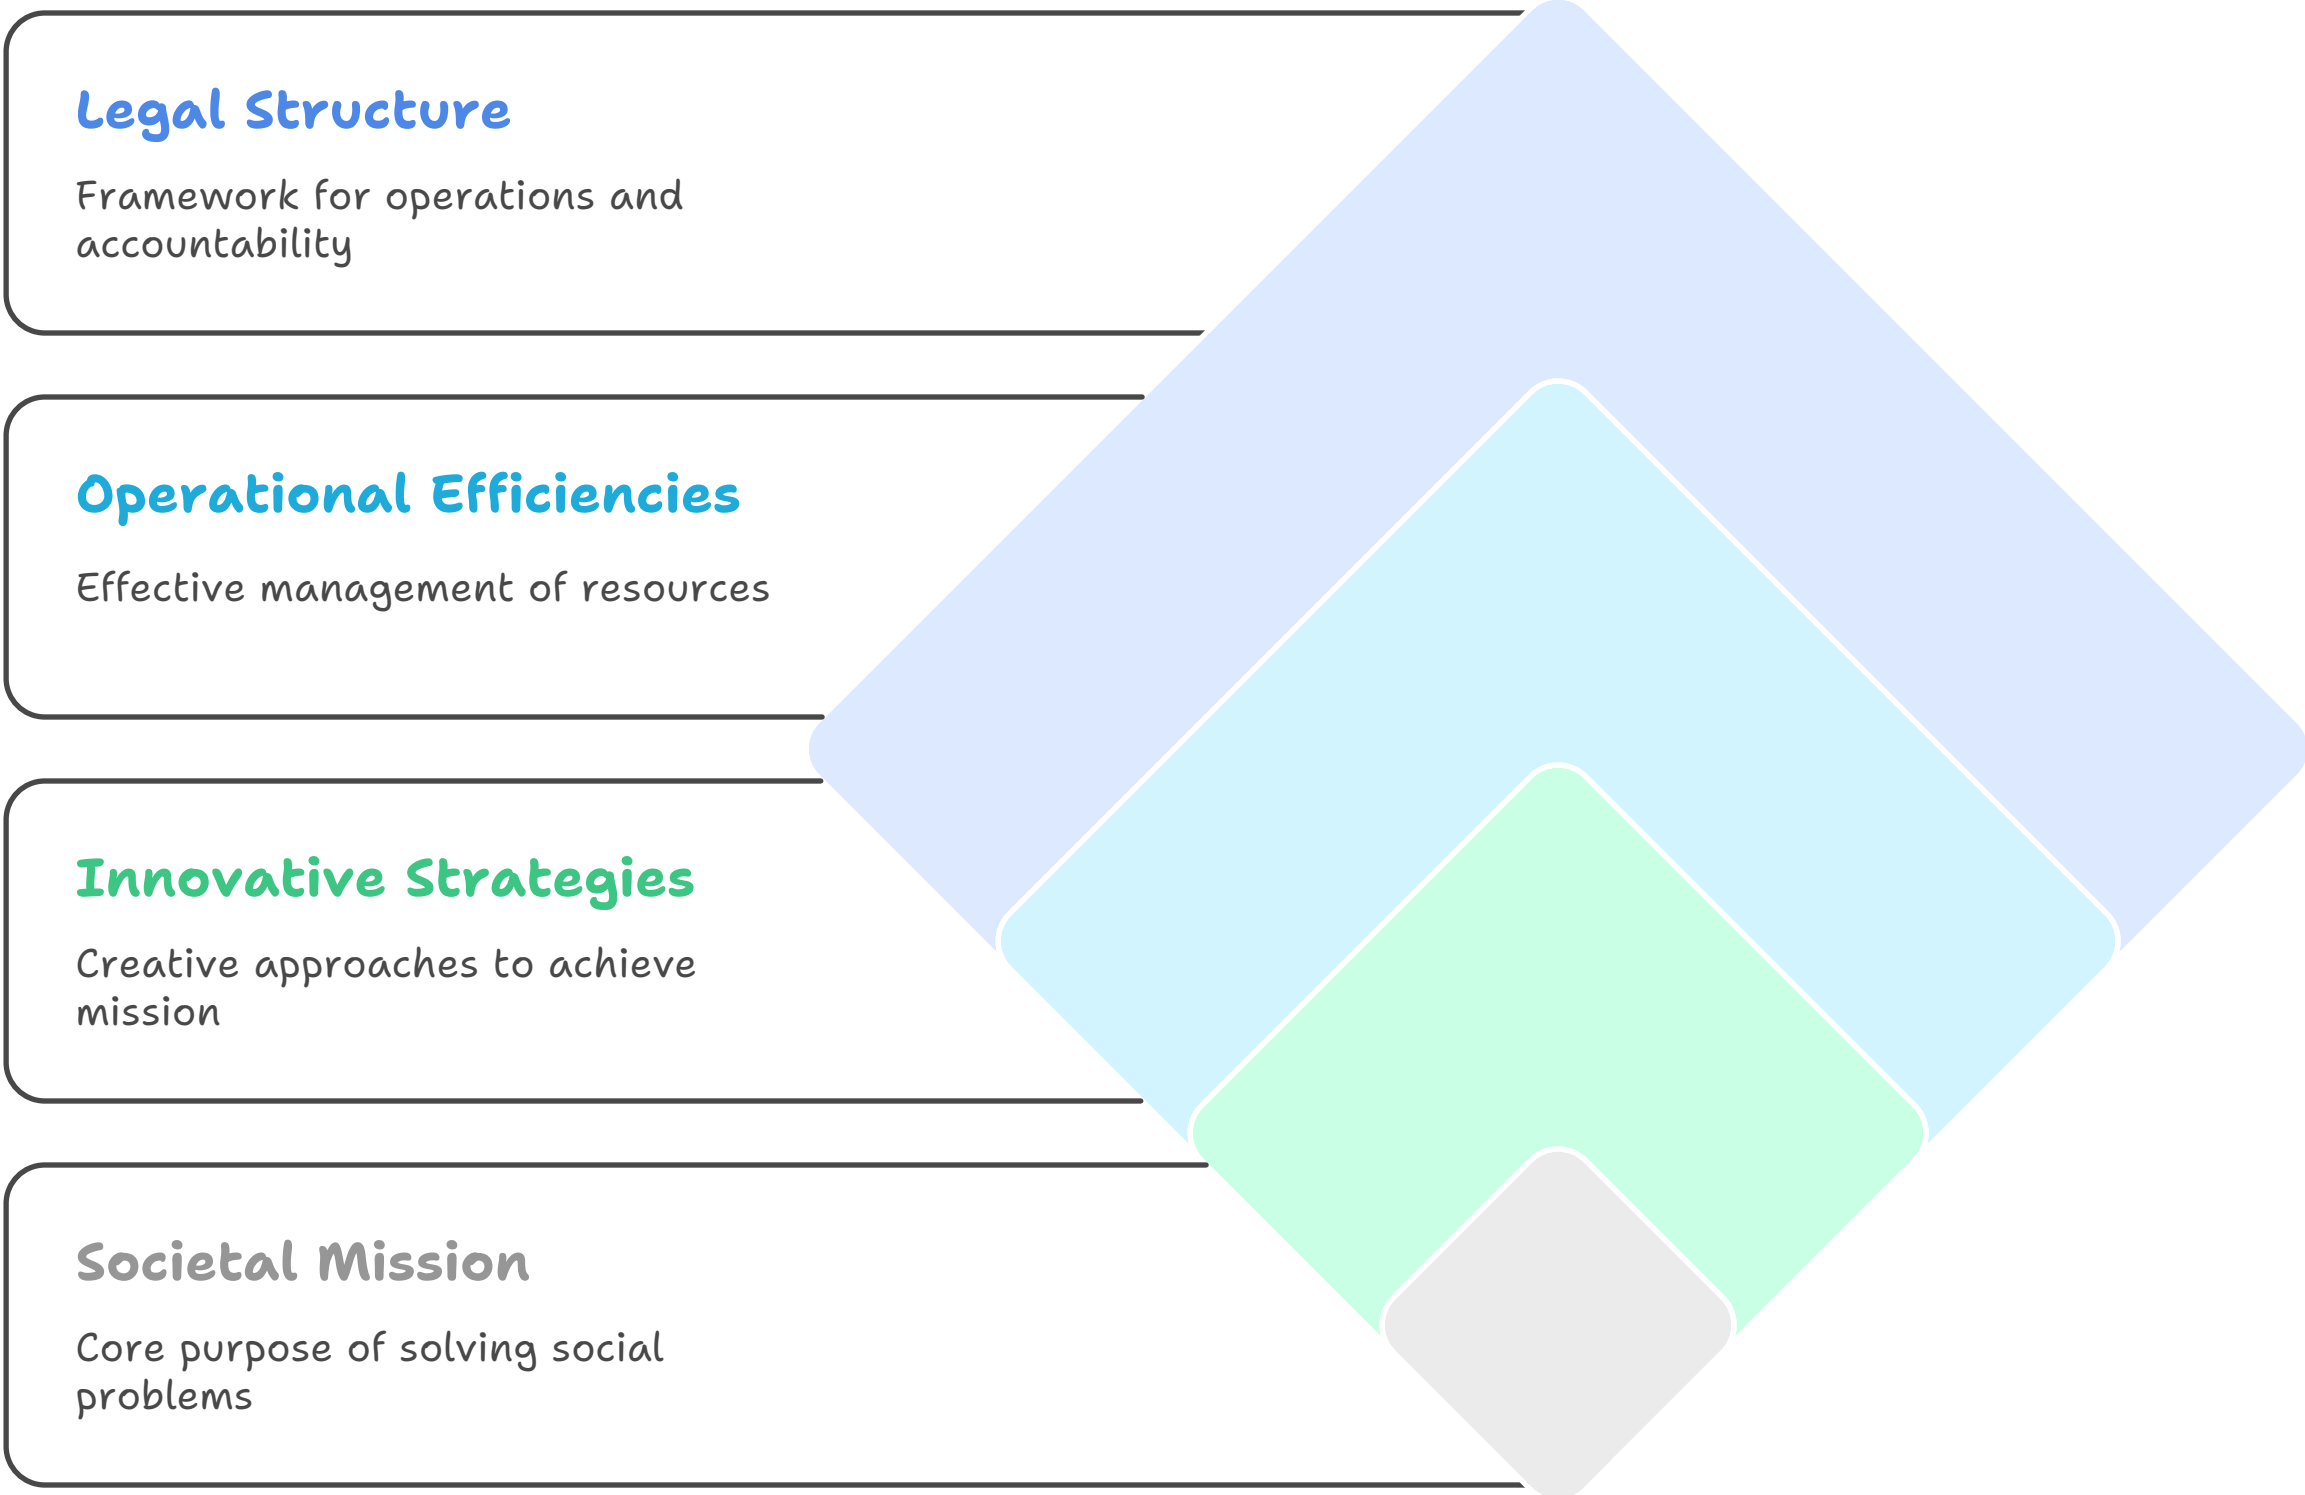 Legal Structure
Framework for operations and
accountability
Operational Efficiencies
Effective management of resources
Innovative Strategies
Creative approaches to achieve
mission
Societal Mission
Core purpose of solving social
problems